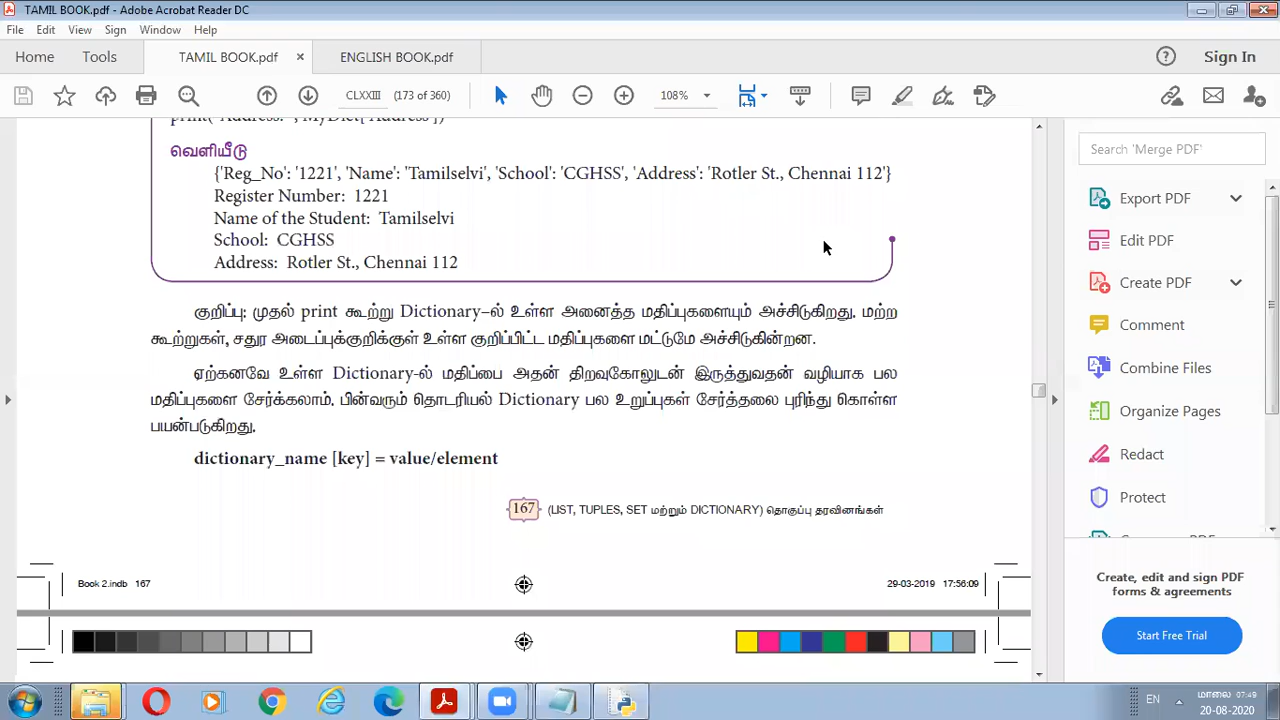 TAMIL BOOK.pdf - Adobe Acrobat Reader DC
File Edit View Sign Window Help
Home Tools TAMIL BOOK.pdf × ENGLISH BOOK.pdf Sign In
CLXXIII (173 of 360) 108%
print("Address: ", MyDict['Address'])
வெளியீடு
{'Reg_No': '1221', 'Name': 'Tamilselvi', 'School': 'CGHSS', 'Address': 'Rotler St., Chennai 112'}
Register Number: 1221
Name of the Student: Tamilselvi
School: CGHSS
Address: Rotler St., Chennai 112
குறிப்பு: முதல் print கூற்று Dictionary–ல் உள்ள அனைத்த மதிப்புகளையும் அச்சிடுகிறது. மற்ற
கூற்றுகள், சதுர அடைப்புக்குறிக்குள் உள்ள குறிப்பிட்ட மதிப்புகளை மட்டுமே அச்சிடுகின்றன.
ஏற்கனவே உள்ள Dictionary-ல் மதிப்பை அதன் திறவுகோலுடன் இருத்துவதன் வழியாக பல
மதிப்புகளை சேர்க்கலாம். பின்வரும் தொடரியல் Dictionary பல உறுப்புகள் சேர்த்தலை புரிந்து கொள்ள
பயன்படுகிறது.
dictionary_name [key] = value/element
167 (LIST, TUPLES, SET மற்றும் DICTIONARY) தொகுப்பு தரவினங்கள்
Book 2.indb 167 29-03-2019 17:56:09
Search 'Merge PDF'
Export PDF
Edit PDF
Create PDF
Comment
Combine Files
Organize Pages
Redact
Protect
Create, edit and sign PDF
forms & agreements
Start Free Trial
EN மாலை 07:49
20-08-2020